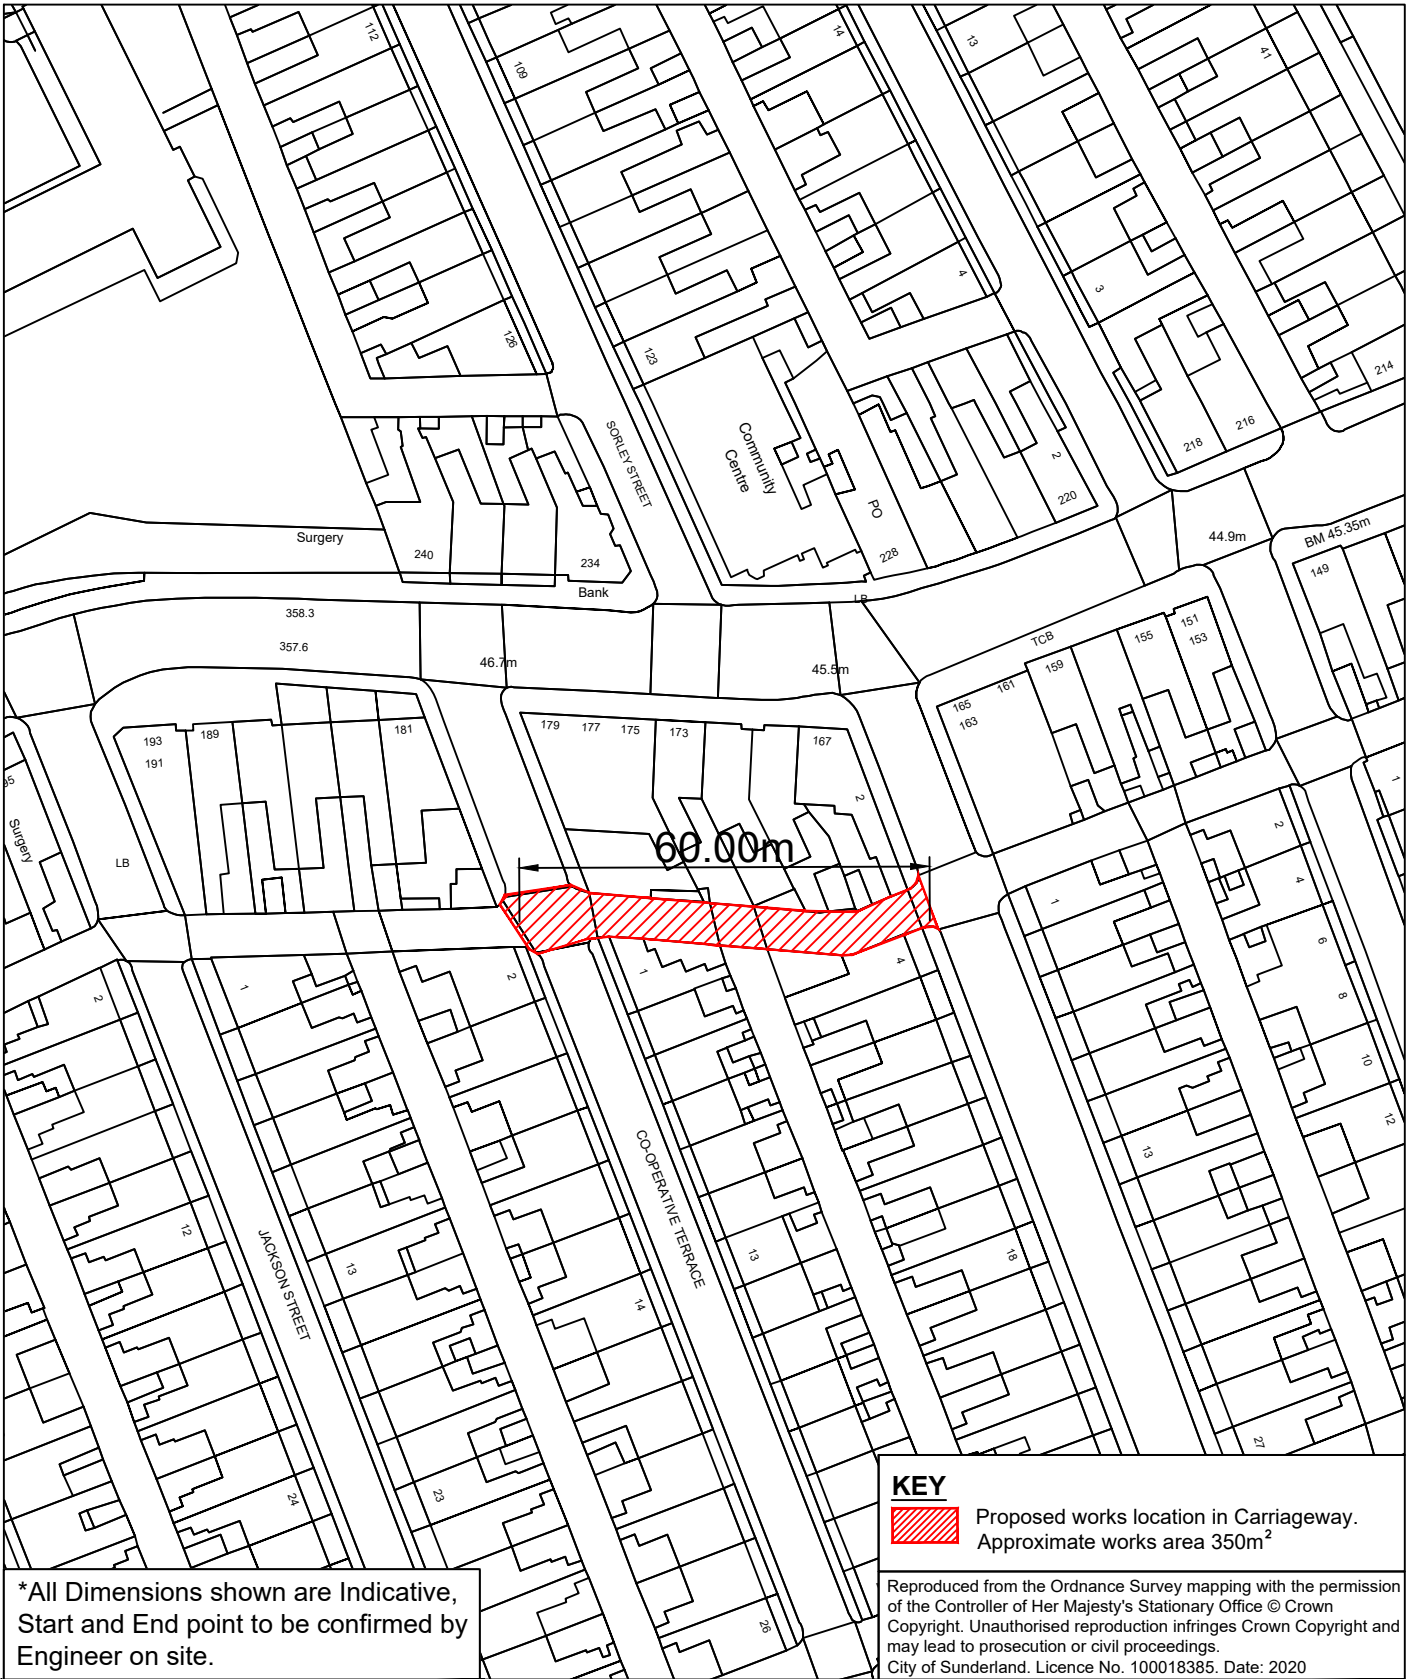 112
109
14
13
41
126
123
4
3
214
SORLEY STREET
Community
Centre
PO
2
220
218
216
228
Surgery
240
234
Bank
LB
44.9m
BM 45.35m
149
358.3
357.6
46.7m
45.5m
TCB
151
153
155
159
161
165
163
193
191
189
181
179
177
175
173
167
2
95
Surgery
LB
60.00m
1
2
4
6
8
10
12
1
2
1
2
1
4
13
12
13
13
18
14
JACKSON STREET
CO-OPERATIVE TERRACE
24
23
26
27
KEY
Proposed works location in Carriageway.
Approximate works area 350m²
*All Dimensions shown are Indicative,
Start and End point to be confirmed by
Engineer on site.
Reproduced from the Ordnance Survey mapping with the permission
of the Controller of Her Majesty's Stationary Office © Crown
Copyright. Unauthorised reproduction infringes Crown Copyright and
may lead to prosecution or civil proceedings.
City of Sunderland. Licence No. 100018385. Date: 2020